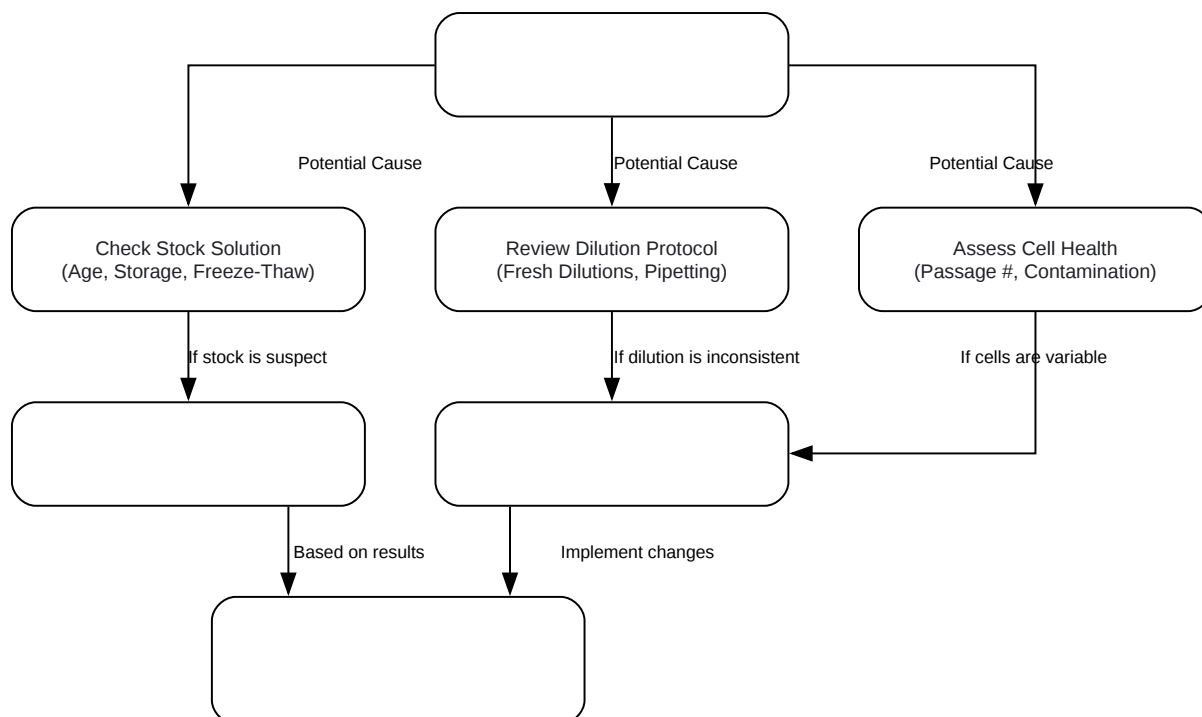 Potential Cause
Potential Cause
Potential Cause
Check Stock Solution
(Age, Storage, Freeze-Thaw)
Review Dilution Protocol
(Fresh Dilutions, Pipetting)
Assess Cell Health
(Passage #, Contamination)
If stock is suspect
If dilution is inconsistent
If cells are variable
Based on results
Implement changes